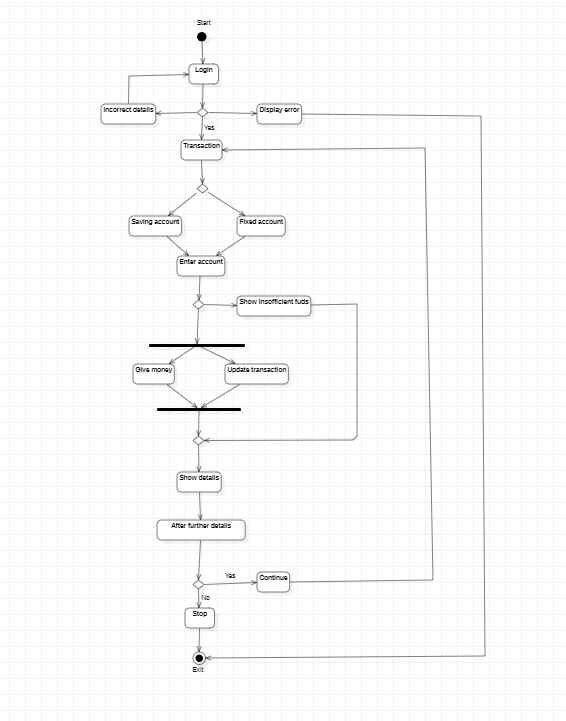 Start
Login
Incorrect details
Display error
Yes
Transaction
Saving account
Fixed account
Enter account
Show insufficient fuds
Give money
Update transaction
Show details
After further details
Yes
Continue
No
Stop
Exit